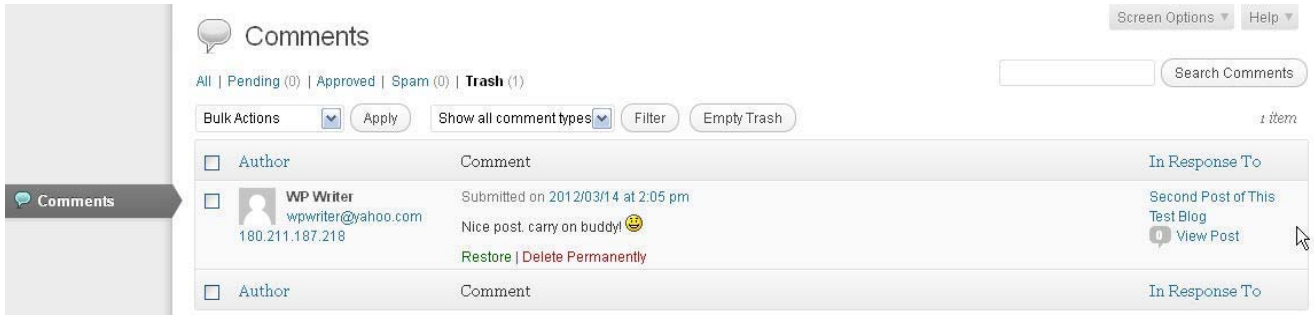 Screen Options Help
Comments
All | Pending (0) | Approved | Spam (0) | Trash (1)
Search Comments
Bulk Actions Apply Show all comment types Filter Empty Trash 1 item
Author Comment In Response To
Comments
WP Writer
wpwriter@yahoo.com
180.211.187.218
Submitted on 2012/03/14 at 2:05 pm
Nice post. carry on buddy!
Restore | Delete Permanently
Second Post of This
Test Blog
0 View Post
Author Comment In Response To